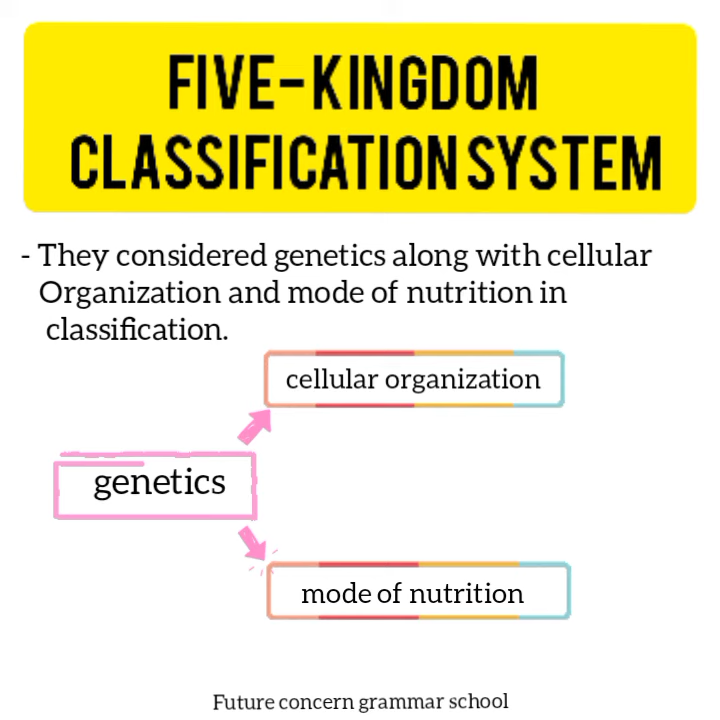 FIVE-KINGDOM
CLASSIFICATION SYSTEM
- They considered genetics along with cellular
Organization and mode of nutrition in
classification.
cellular organization
genetics
mode of nutrition
Future concern grammar school